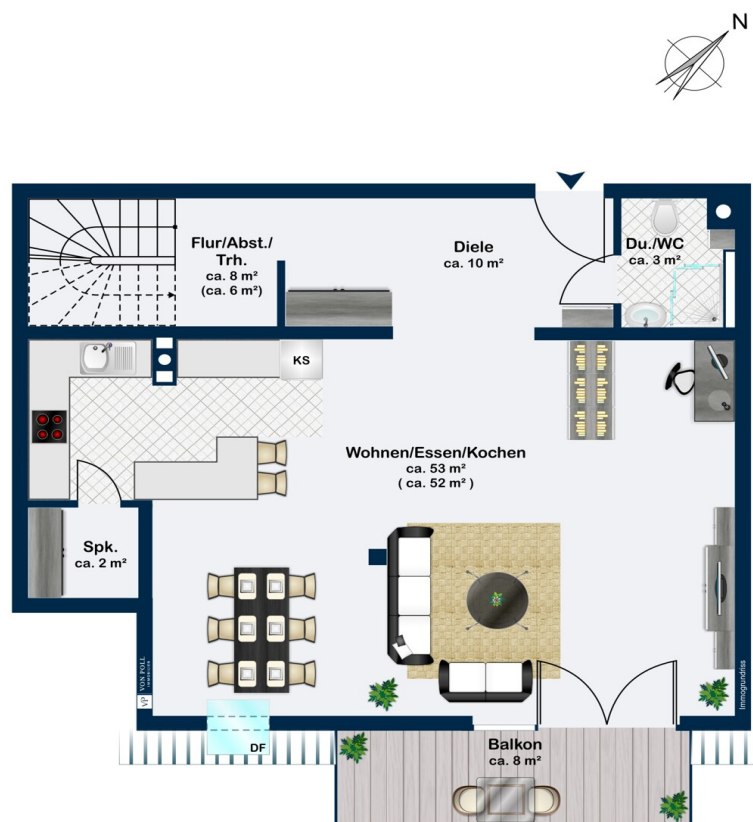 N
Flur/Abst./
Trh.
ca. 8 m²
(ca. 6 m²)
Diele
ca. 10 m²
Du./WC
ca. 3 m²
KS
Wohnen/Essen/Kochen
ca. 53 m²
( ca. 52 m² )
Spk.
ca. 2 m²
VP VON POLL
IMMOBILIEN
Immogrundriss
DF
Balkon
ca. 8 m²